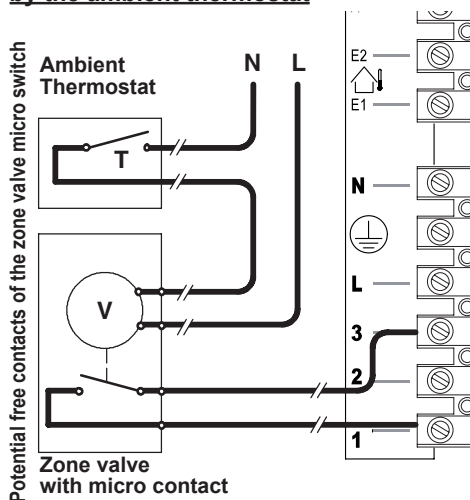 by the ambient thermostat
Potential free contacts of the zone valve micro switch
Ambient
Thermostat
N L
T
V
Zone valve
with micro contact
E2
E1
N
L
3
2
1